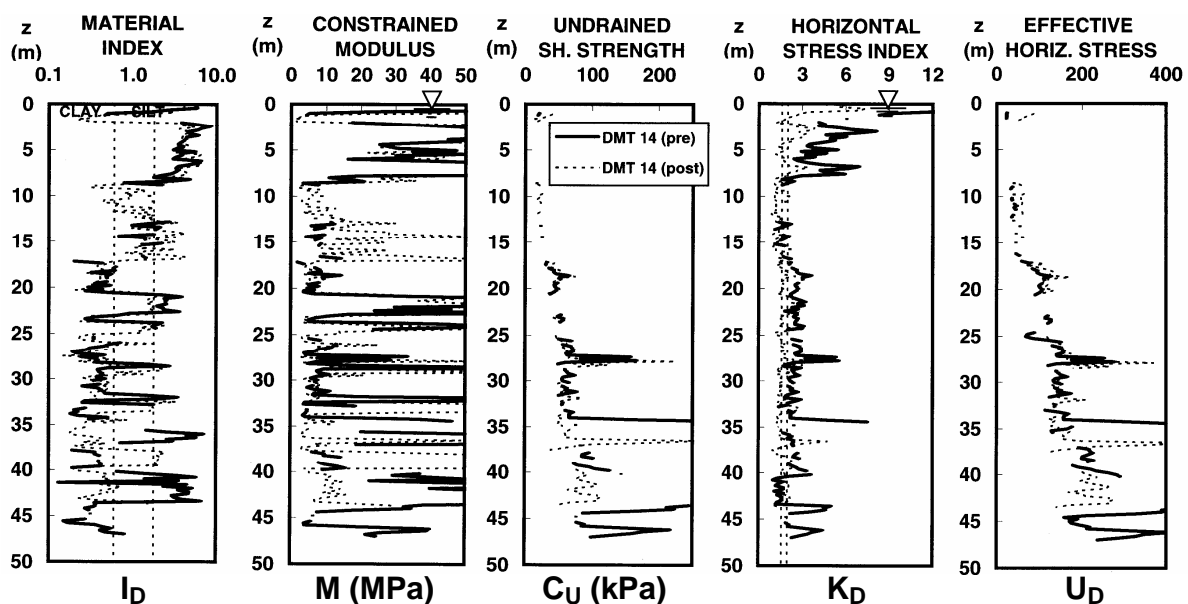 z
(m)
MATERIAL
INDEX
0.1 1.0 10.0
CLAY SILT
0
5
10
15
20
25
30
35
40
45
50
I_D
z
(m)
CONSTRAINED
MODULUS
0 10 20 30 40 50
0
5
10
15
20
25
30
35
40
45
50
M (MPa)
z
(m)
UNDRAINED
SH. STRENGTH
0 100 200
0
5
10
15
20
25
30
35
40
45
50
DMT 14 (pre)
DMT 14 (post)
C_U (kPa)
z
(m)
HORIZONTAL
STRESS INDEX
0 3 6 9 12
0
5
10
15
20
25
30
35
40
45
50
K_D
z
(m)
EFFECTIVE
HORIZ. STRESS
0 200 400
0
5
10
15
20
25
30
35
40
45
50
U_D